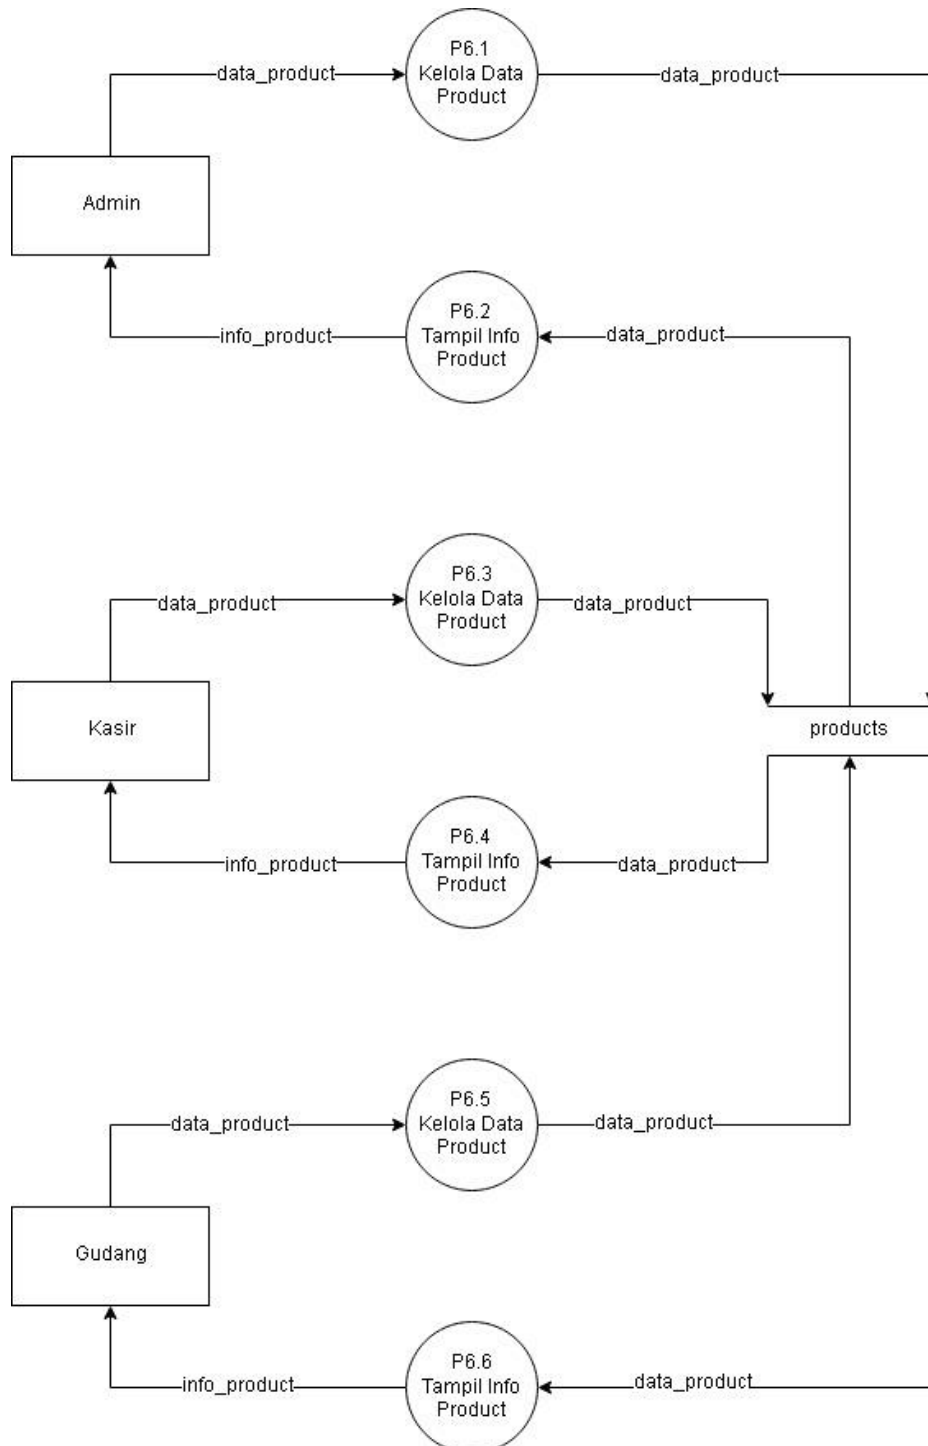 P6.1
Kelola Data
Product
data_product
data_product
Admin
P6.2
Tampil Info
Product
info_product
data_product
P6.3
Kelola Data
Product
data_product
data_product
Kasir
products
P6.4
Tampil Info
Product
info_product
data_product
P6.5
Kelola Data
Product
data_product
data_product
Gudang
P6.6
Tampil Info
Product
info_product
data_product